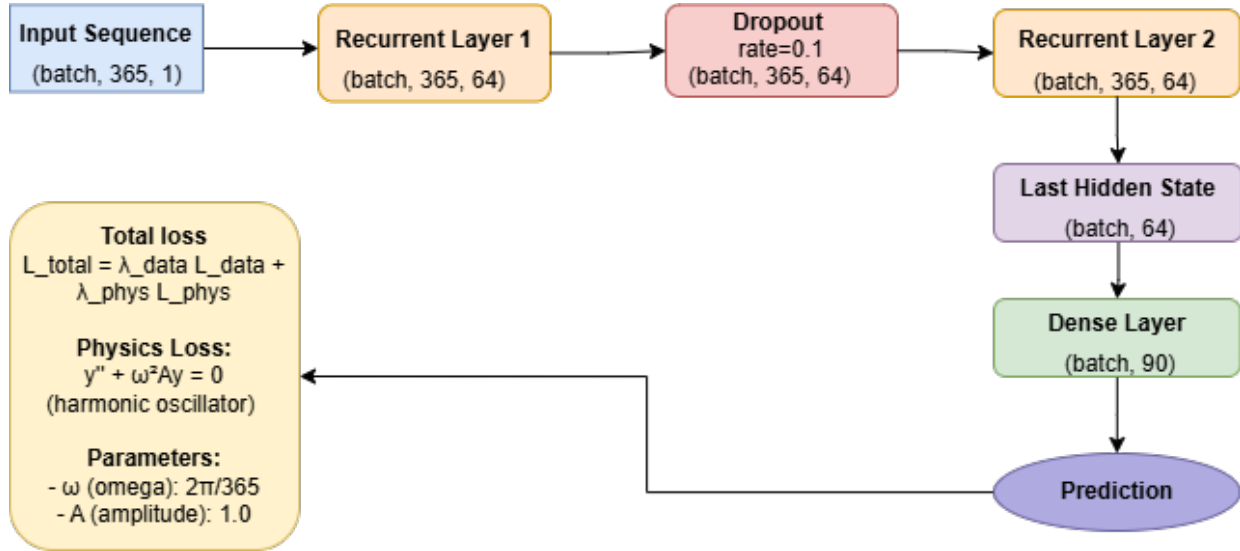 Input Sequence
(batch, 365, 1)
Recurrent Layer 1
(batch, 365, 64)
Dropout
rate=0.1
(batch, 365, 64)
Recurrent Layer 2
(batch, 365, 64)
Last Hidden State
(batch, 64)
Dense Layer
(batch, 90)
Prediction
Total loss
L_total = λ_data L_data +
λ_phys L_phys
Physics Loss:
y" + ω²Ay = 0
(harmonic oscillator)
Parameters:
- ω (omega): 2π/365
- A (amplitude): 1.0